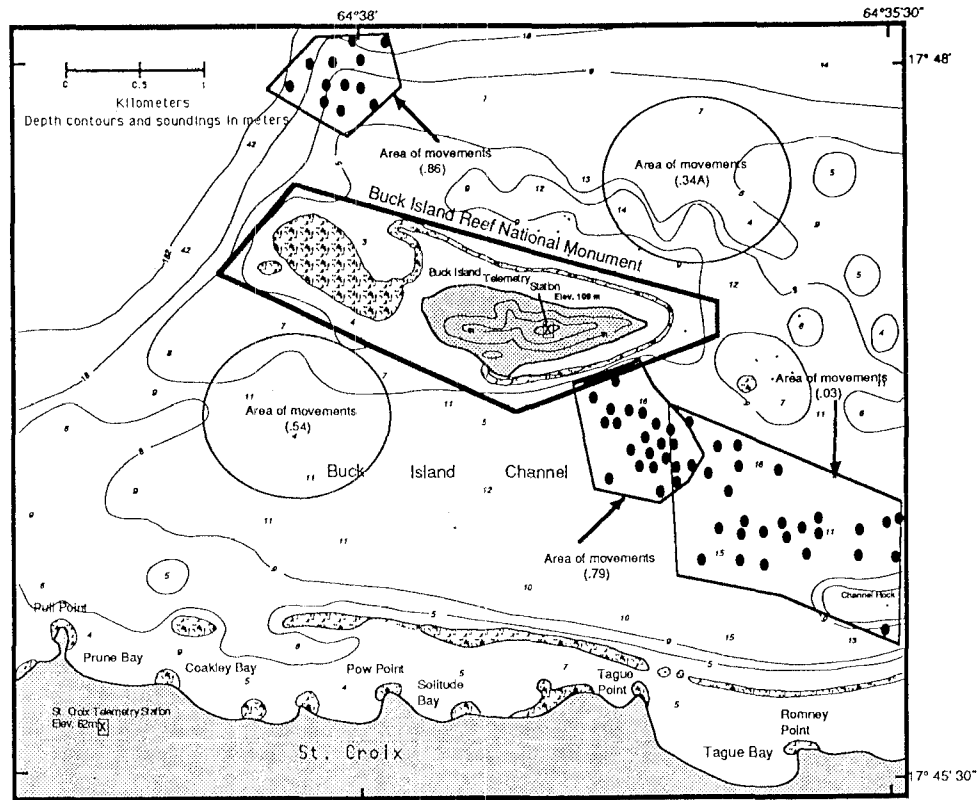 64°38'
64°35'30"
17° 48'
0 0.5 1
Kilometers
Depth contours and soundings in meters
Area of movements
(.86)
Area of movements
(.34A)
Buck Island Reef National Monument
Buck Island Telemetry
Station
Elev. 108 m
Area of movements
(.03)
Area of movements
(.54)
Buck Island Channel
Area of movements
(.79)
Channel Rock
Pull Point
Prune Bay
Coakley Bay
Pow Point
Solitude
Bay
Tague
Point
St. Croix Telemetry Station
Elev. 62m
X
Romney
Point
St. Croix
Tague Bay
17° 45' 30"